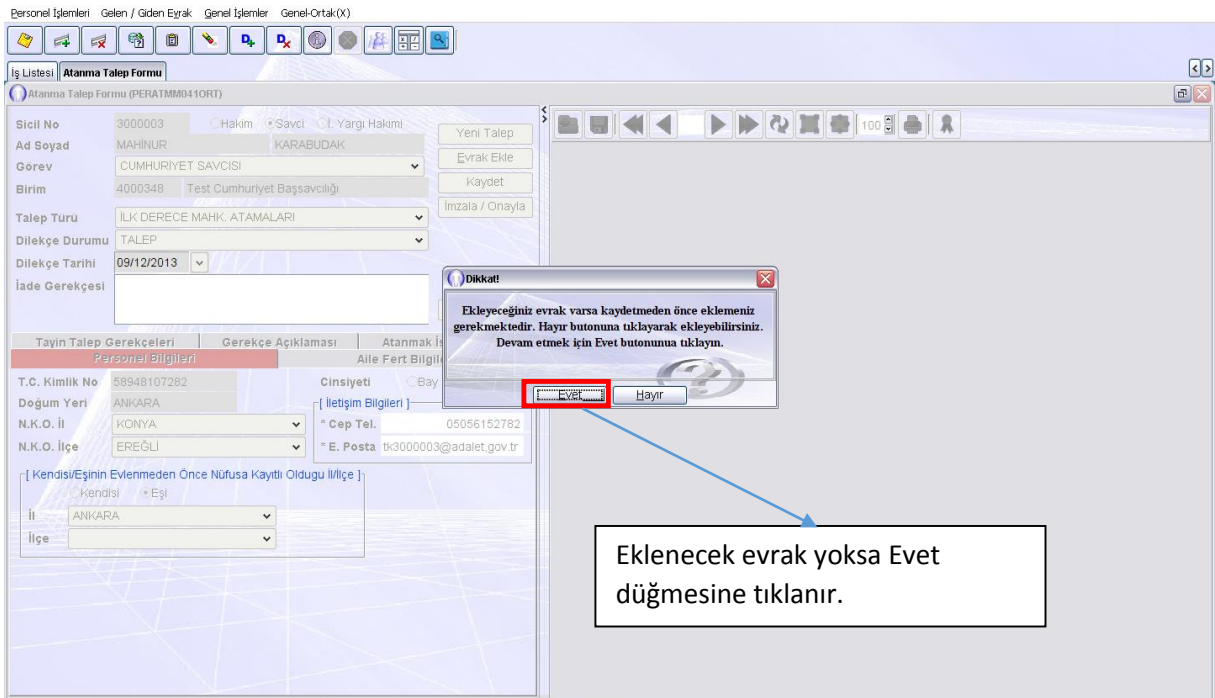 Personel İşlemleri Gelen / Giden Evrak Genel İşlemler Genel-Ortak(X)
İş Listesi Atanma Talep Formu
Atanma Talep Formu (PERATMM041ORT)
Sicil No 3000003 Hakim Savcı İ. Yargı Hakimi Yeni Talep
100
Ad Soyad MAHİNUR KARABUDAK
Görev CUMHURİYET SAVCISI Evrak Ekle
Birim 4000348 Test Cumhuriyet Başsavcılığı Kaydet
Talep Türü İLK DERECE MAHK. ATAMALARI İmzala / Onayla
Dilekçe Durumu TALEP
Dilekçe Tarihi 09/12/2013
İade Gerekçesi
Dikkat!
Ekleyeceğiniz evrak varsa kaydetmeden önce eklemeniz
gerekmektedir. Hayır butonuna tıklayarak ekleyebilirsiniz.
Devam etmek için Evet butonunua tıklayın.
Evet Hayır
Tayin Talep Gerekçeleri Gerekçe Açıklaması Atanmak
Personel Bilgileri Aile Fert
T.C. Kimlik No 58948107282 Cinsiyeti Bay
Doğum Yeri ANKARA [ İletişim Bilgileri ]
N.K.O. İl KONYA * Cep Tel. 05056152782
N.K.O. İlçe EREĞLİ * E. Posta tk3000003@adalet.gov.tr
[ Kendisi/Eşinin Evlenmeden Önce Nüfusa Kayıtlı Oldugu İl/İlçe ]
Kendisi Eşi
İl ANKARA
İlçe
Eklenecek evrak yoksa Evet
düğmesine tıklanır.